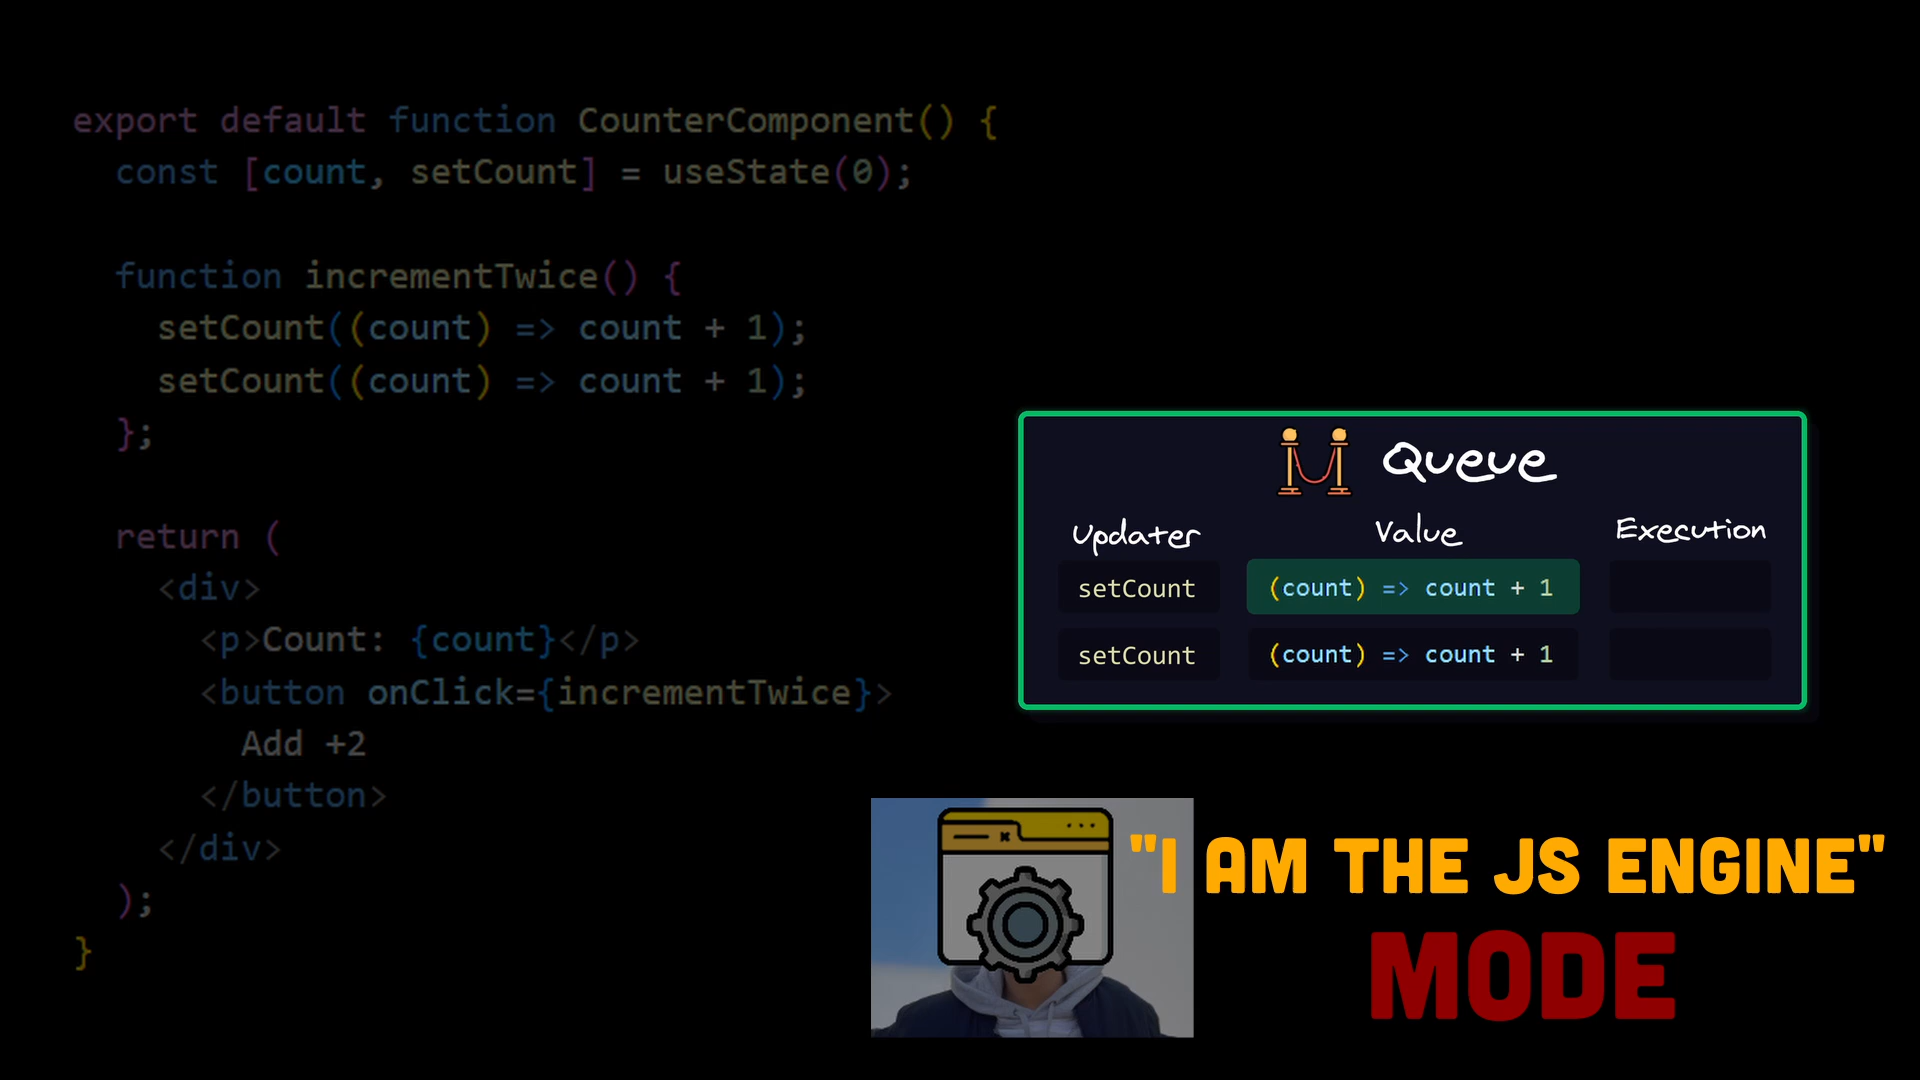 export default function CounterComponent() {
  const [count, setCount] = useState(0);

  function incrementTwice() {
    setCount((count) => count + 1);
    setCount((count) => count + 1);
  };

  return (
    <div>
      <p>Count: {count}</p>
      <button onClick={incrementTwice}>
        Add +2
      </button>
    </div>
  );
}
Queue
Updater Value Execution
setCount (count) => count + 1
setCount (count) => count + 1
"I AM THE JS ENGINE"
MODE